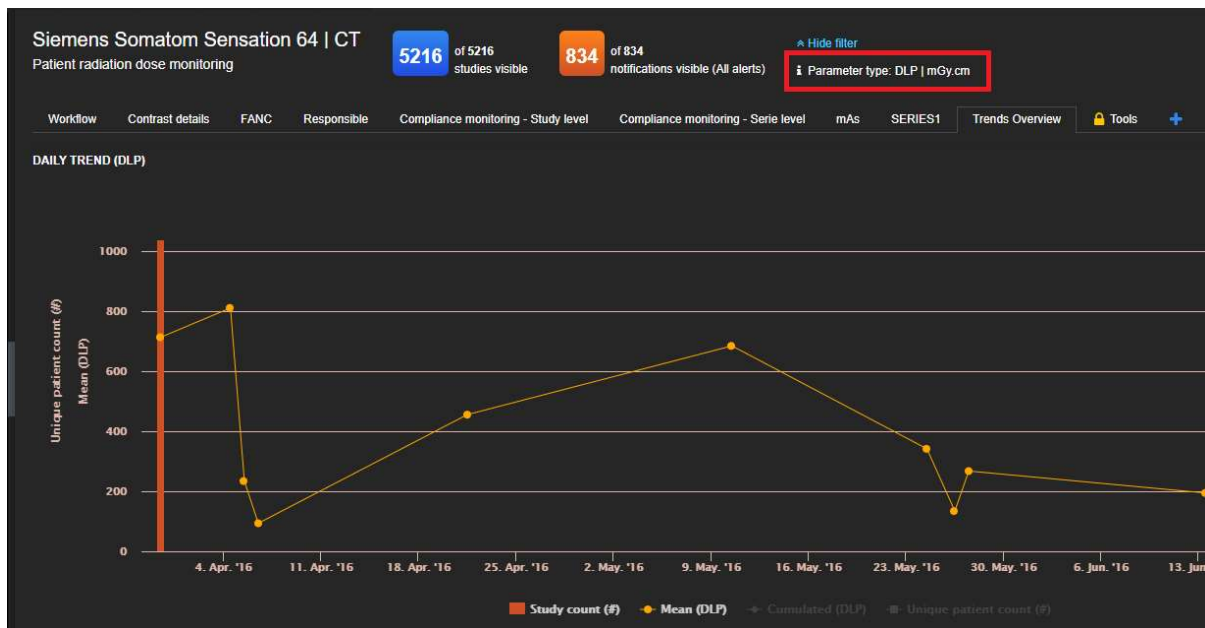 Siemens Somatom Sensation 64 | CT
Patient radiation dose monitoring
5216 of 5216
studies visible
834 of 834
notifications visible (All alerts)
Hide filter
i Parameter type: DLP | mGy.cm
Workflow Contrast details FANC Responsible Compliance monitoring - Study level Compliance monitoring - Serie level mAs SERIES1 Trends Overview Tools +
DAILY TREND (DLP)
Unique patient count (#)
Mean (DLP)
1000
800
600
400
200
0
4. Apr. '16 11. Apr. '16 18. Apr. '16 25. Apr. '16 2. May. '16 9. May. '16 16. May. '16 23. May. '16 30. May. '16 6. Jun. '16 13. Jun
Study count (#) Mean (DLP) Cumulated (DLP) Unique patient count (#)